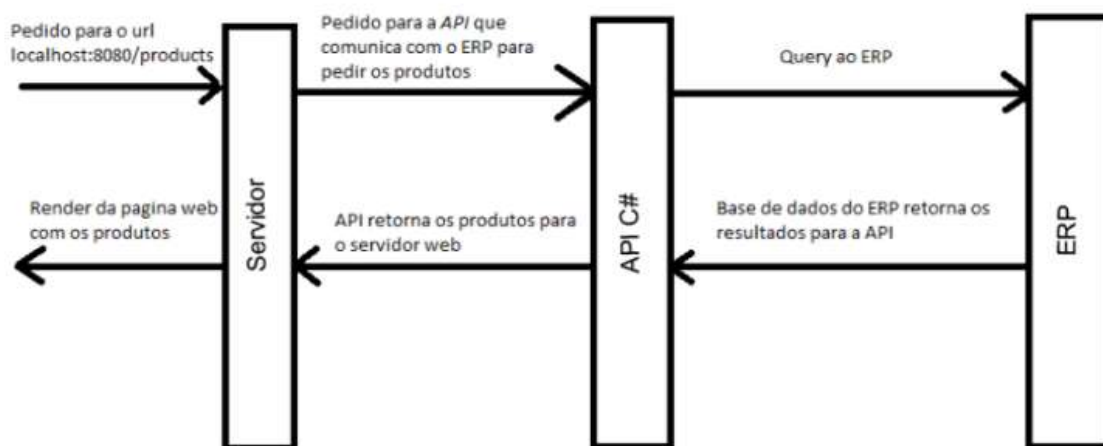 Pedido para o url
localhost:8080/products
Pedido para a API que
comunica com o ERP para
pedir os produtos
Query ao ERP
Servidor
API C#
ERP
Render da pagina web
com os produtos
API retorna os produtos para
o servidor web
Base de dados do ERP retorna os
resultados para a API